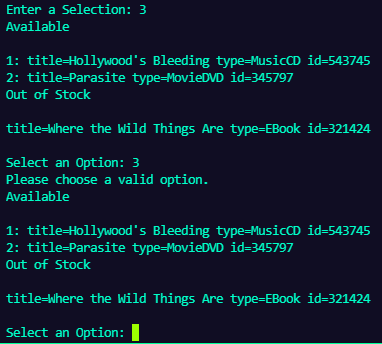 Enter a Selection: 3
Available
1: title=Hollywood's Bleeding type=MusicCD id=543745
2: title=Parasite type=MovieDVD id=345797
Out of Stock
title=Where the Wild Things Are type=EBook id=321424
Select an Option: 3
Please choose a valid option.
Available
1: title=Hollywood's Bleeding type=MusicCD id=543745
2: title=Parasite type=MovieDVD id=345797
Out of Stock
title=Where the Wild Things Are type=EBook id=321424
Select an Option: